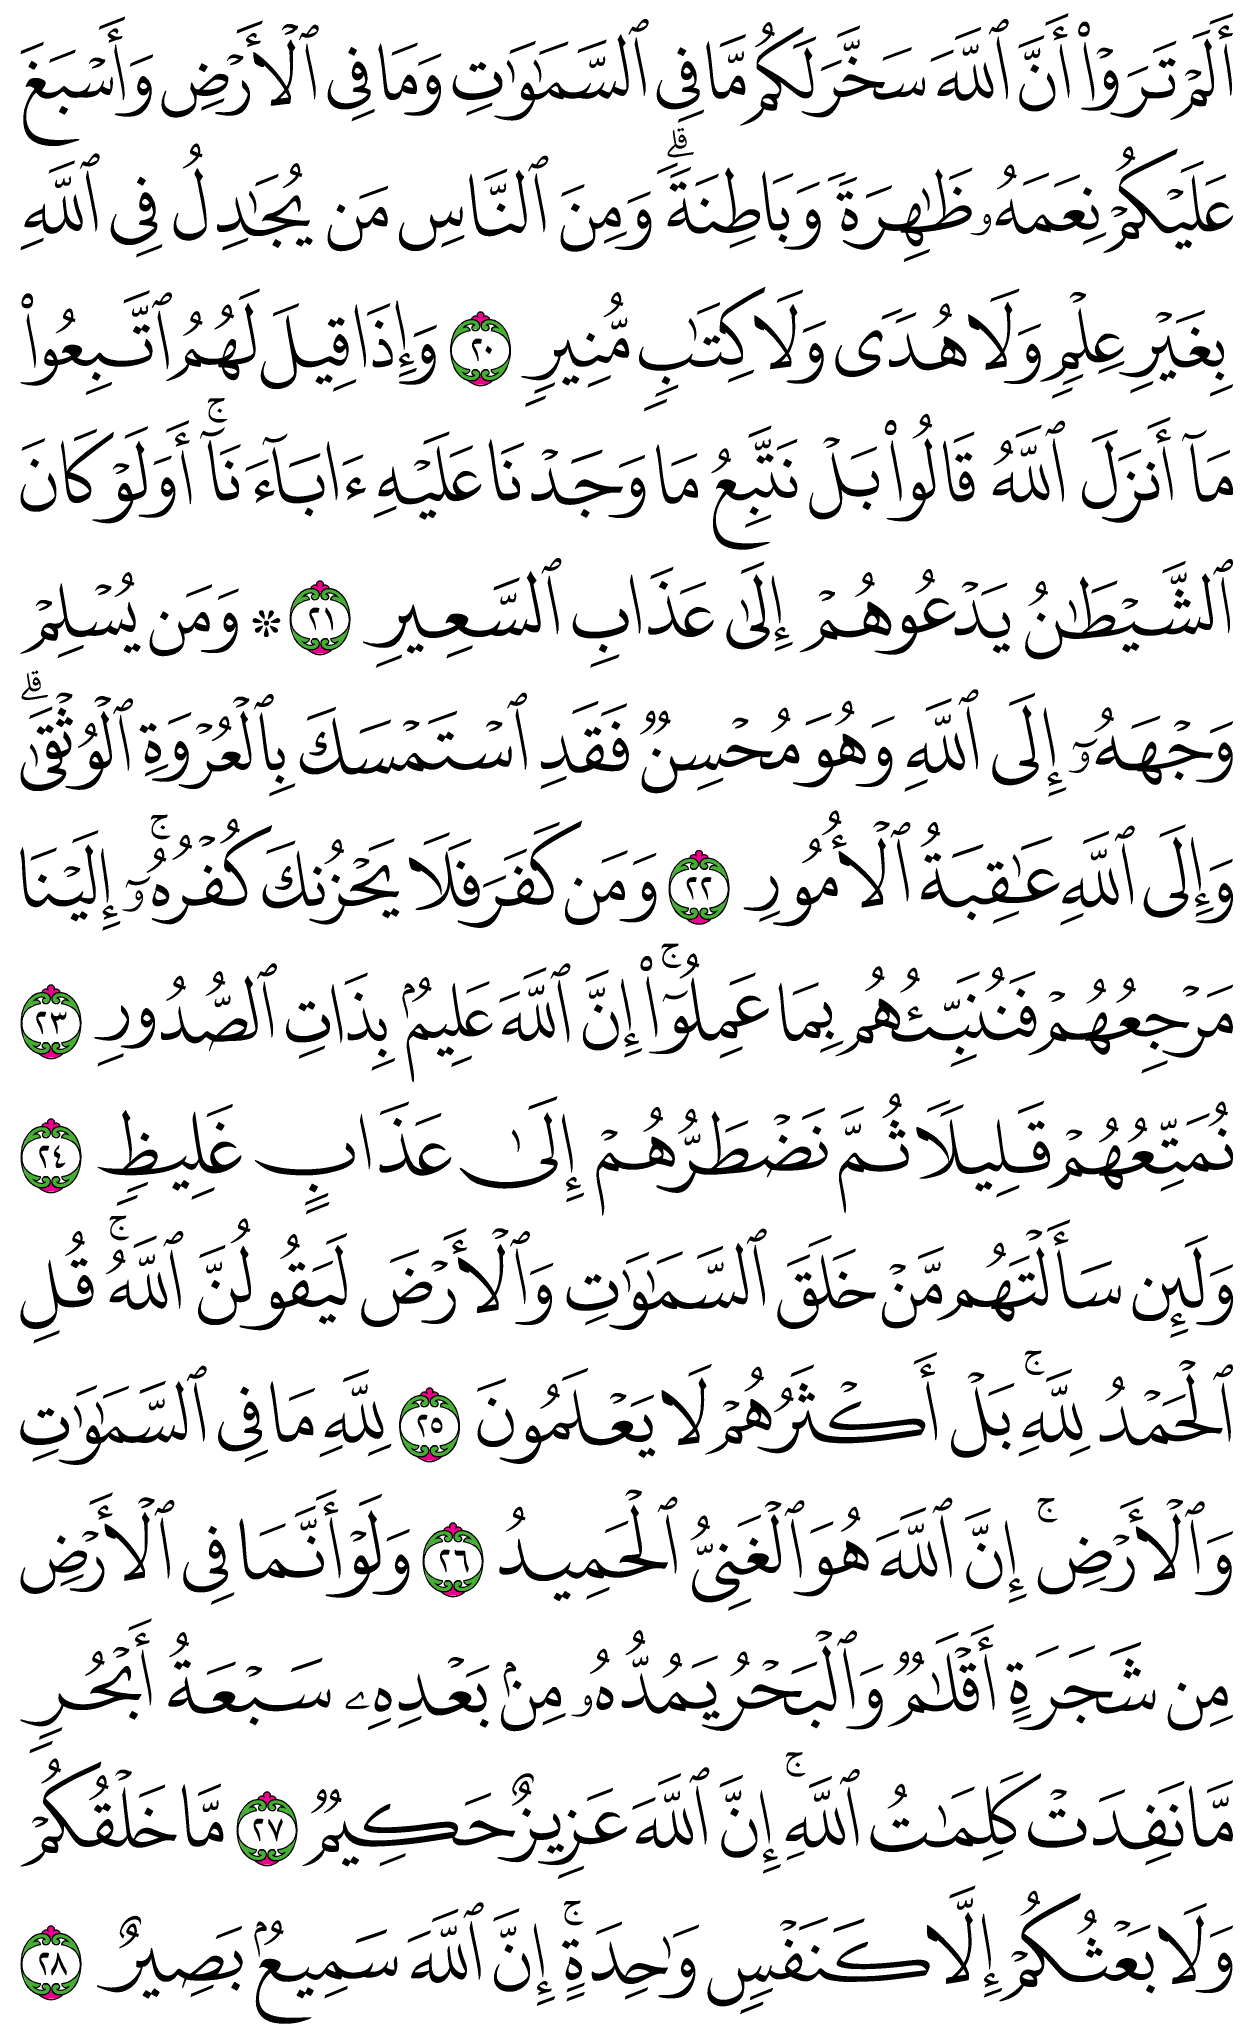 أَلَمْ تَرَوْا۟ أَنَّ ٱللَّهَ سَخَّرَ لَكُم مَّا فِى ٱلسَّمَـٰوَٰتِ وَمَا فِى ٱلْأَرْضِ وَأَسْبَغَ
عَلَيْكُمْ نِعَمَهُۥ ظَـٰهِرَةً وَبَاطِنَةً ۗ وَمِنَ ٱلنَّاسِ مَن يُجَـٰدِلُ فِى ٱللَّهِ
بِغَيْرِ عِلْمٍ وَلَا هُدًى وَلَا كِتَـٰبٍ مُّنِيرٍ ٢٠ وَإِذَا قِيلَ لَهُمُ ٱتَّبِعُوا۟
مَآ أَنزَلَ ٱللَّهُ قَالُوا۟ بَلْ نَتَّبِعُ مَا وَجَدْنَا عَلَيْهِ ءَابَآءَنَآ ۚ أَوَلَوْ كَانَ
ٱلشَّيْطَـٰنُ يَدْعُوهُمْ إِلَىٰ عَذَابِ ٱلسَّعِيرِ ٢١ ۞ وَمَن يُسْلِمْ
وَجْهَهُۥٓ إِلَى ٱللَّهِ وَهُوَ مُحْسِنٌ فَقَدِ ٱسْتَمْسَكَ بِٱلْعُرْوَةِ ٱلْوُثْقَىٰ ۗ
وَإِلَى ٱللَّهِ عَـٰقِبَةُ ٱلْأُمُورِ ٢٢ وَمَن كَفَرَ فَلَا يَحْزُنكَ كُفْرُهُۥٓ ۚ إِلَيْنَا
مَرْجِعُهُمْ فَنُنَبِّئُهُم بِمَا عَمِلُوٓا۟ ۚ إِنَّ ٱللَّهَ عَلِيمٌۢ بِذَاتِ ٱلصُّدُورِ ٢٣
نُمَتِّعُهُمْ قَلِيلًا ثُمَّ نَضْطَرُّهُمْ إِلَىٰ عَذَابٍ غَلِيظٍ ٢٤
وَلَئِن سَأَلْتَهُم مَّنْ خَلَقَ ٱلسَّمَـٰوَٰتِ وَٱلْأَرْضَ لَيَقُولُنَّ ٱللَّهُ ۚ قُلِ
ٱلْحَمْدُ لِلَّهِ ۚ بَلْ أَكْثَرُهُمْ لَا يَعْلَمُونَ ٢٥ لِلَّهِ مَا فِى ٱلسَّمَـٰوَٰتِ
وَٱلْأَرْضِ ۚ إِنَّ ٱللَّهَ هُوَ ٱلْغَنِىُّ ٱلْحَمِيدُ ٢٦ وَلَوْ أَنَّمَا فِى ٱلْأَرْضِ
مِن شَجَرَةٍ أَقْلَـٰمٌ وَٱلْبَحْرُ يَمُدُّهُۥ مِنۢ بَعْدِهِۦ سَبْعَةُ أَبْحُرٍ
مَّا نَفِدَتْ كَلِمَـٰتُ ٱللَّهِ ۗ إِنَّ ٱللَّهَ عَزِيزٌ حَكِيمٌ ٢٧ مَّا خَلْقُكُمْ
وَلَا بَعْثُكُمْ إِلَّا كَنَفْسٍ وَٰحِدَةٍ ۗ إِنَّ ٱللَّهَ سَمِيعٌۢ بَصِيرٌ ٢٨